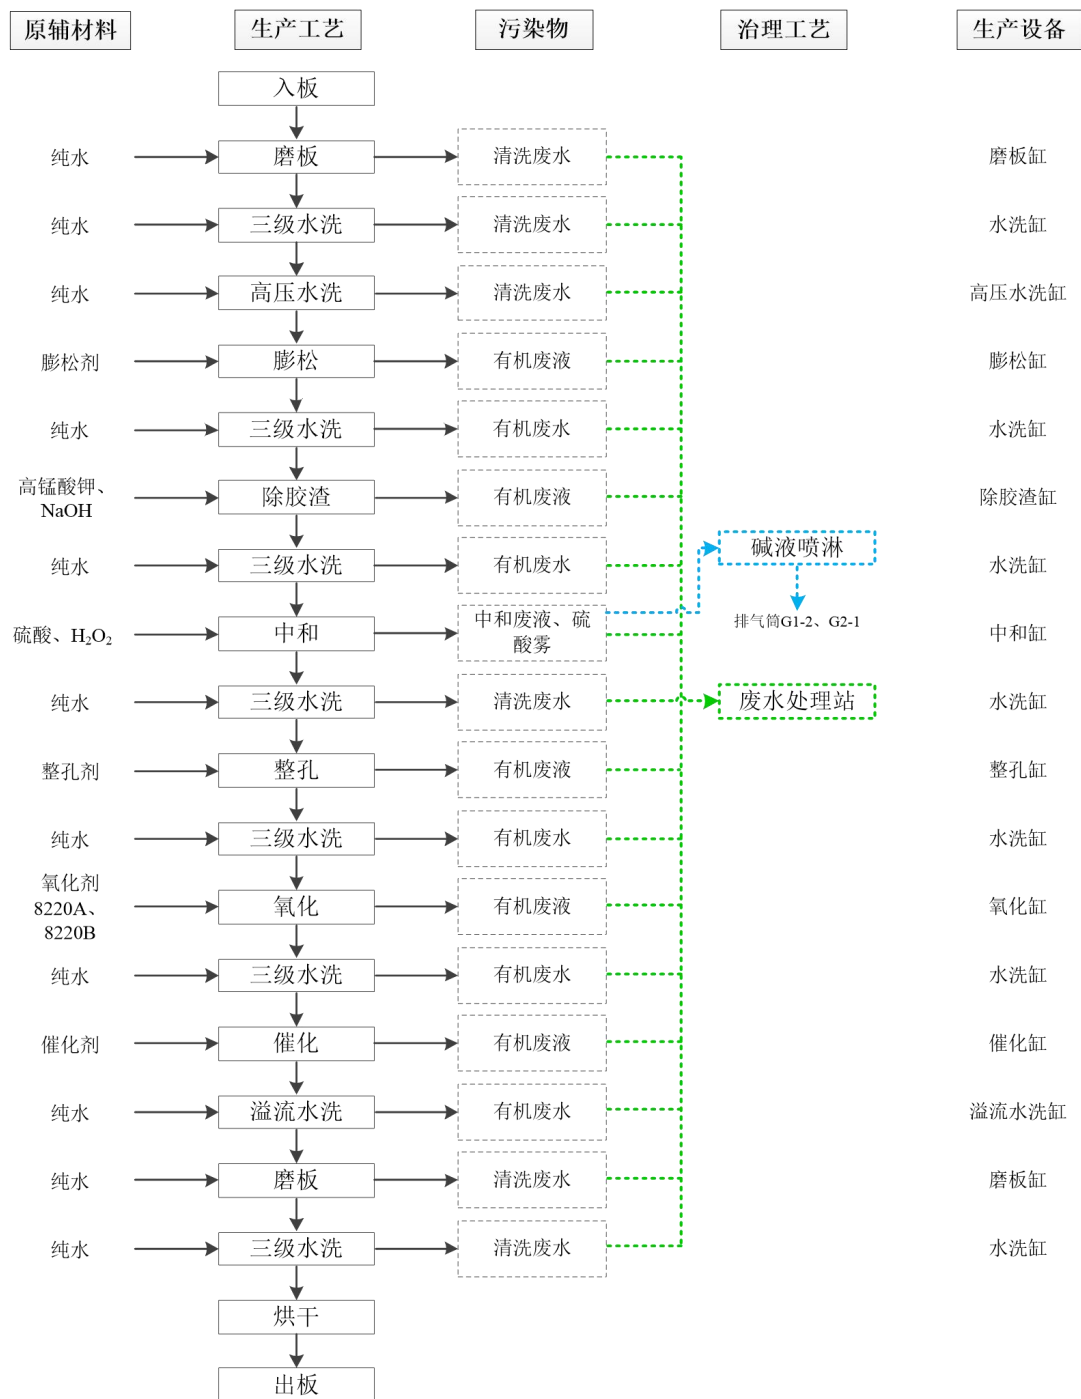 原辅材料
生产工艺
污染物
治理工艺
生产设备
入板
纯水
磨板
清洗废水
磨板缸
纯水
三级水洗
清洗废水
水洗缸
纯水
高压水洗
清洗废水
高压水洗缸
膨松剂
膨松
有机废液
膨松缸
纯水
三级水洗
有机废水
水洗缸
高锰酸钾、
NaOH
除胶渣
有机废液
除胶渣缸
纯水
三级水洗
有机废水
碱液喷淋
水洗缸
硫酸、H₂O₂
中和
中和废液、硫
酸雾
排气筒G1-2、G2-1
中和缸
纯水
三级水洗
清洗废水
废水处理站
水洗缸
整孔剂
整孔
有机废液
整孔缸
纯水
三级水洗
有机废水
水洗缸
氧化剂
8220A、
8220B
氧化
有机废液
氧化缸
纯水
三级水洗
有机废水
水洗缸
催化剂
催化
有机废液
催化缸
纯水
溢流水洗
有机废水
溢流水洗缸
纯水
磨板
清洗废水
磨板缸
纯水
三级水洗
清洗废水
水洗缸
烘干
出板